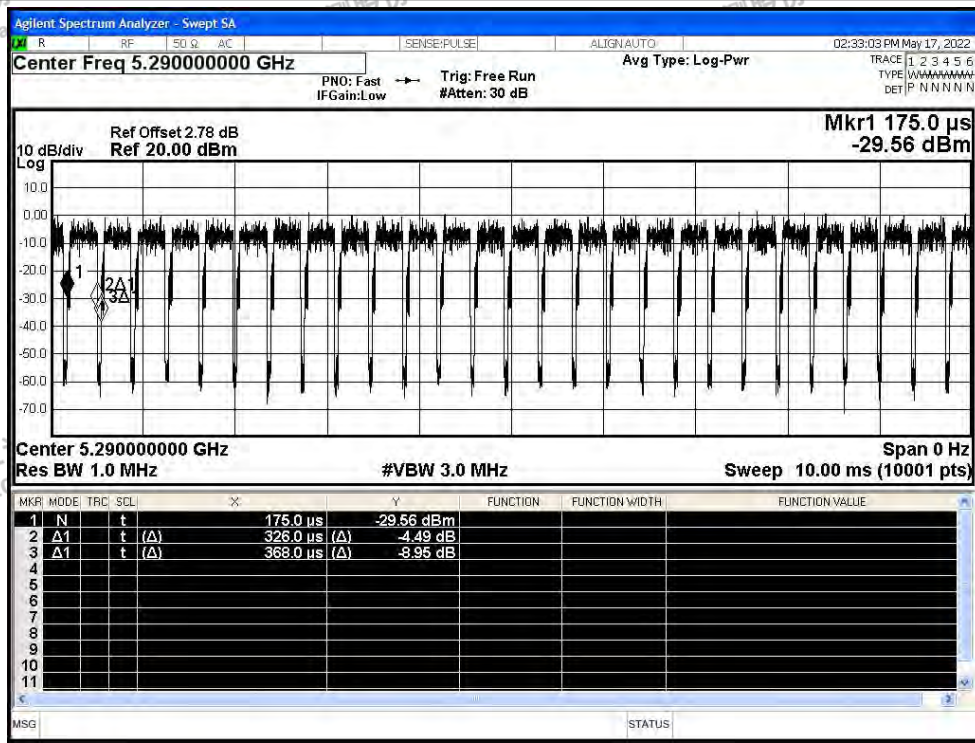 Agilent Spectrum Analyzer - Swept SA
R RF 50 Ω AC SENSE:PULSE ALIGNAUTO 02:33:03 PM May 17, 2022
Center Freq 5.290000000 GHz
Avg Type: Log-Pwr
TRACE 1 2 3 4 5 6
PNO: Fast
IFGain:Low
Trig: Free Run
#Atten: 30 dB
TYPE
DET P N N N N N
Mkr1 175.0 µs
-29.56 dBm
Ref Offset 2.78 dB
10 dB/div Ref 20.00 dBm
Log
10.0
0.00
-10.0
-20.0
-30.0
-40.0
-50.0
-60.0
-70.0
1
2Δ1
3Δ
Center 5.290000000 GHz Span 0 Hz
Res BW 1.0 MHz #VBW 3.0 MHz Sweep 10.00 ms (10001 pts)
MKR MODE TRC SCL X Y FUNCTION FUNCTION WIDTH FUNCTION VALUE
1 N t 175.0 µs -29.56 dBm
2 Δ1 t (Δ) 326.0 µs (Δ) -4.49 dB
3 Δ1 t (Δ) 368.0 µs (Δ) -8.95 dB
4
5
6
7
8
9
10
11
MSG STATUS